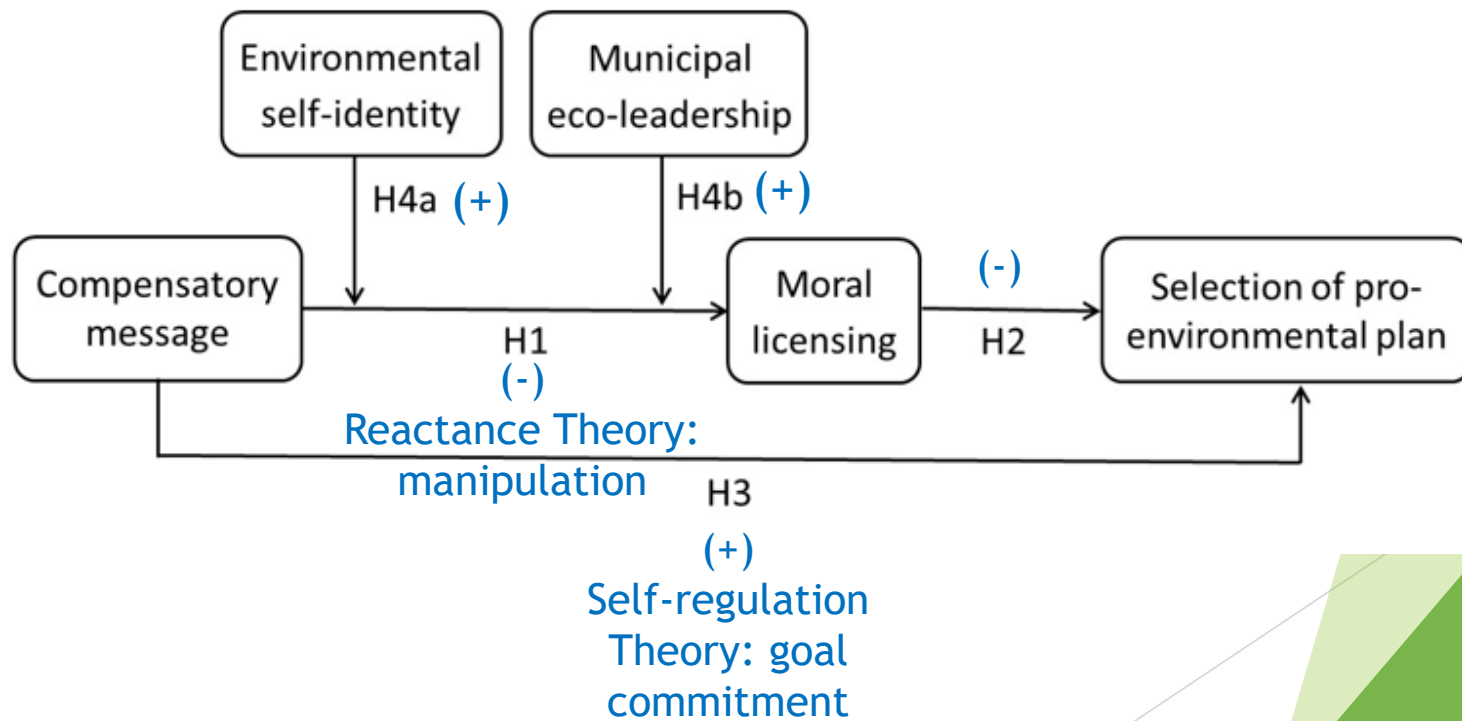 Environmental
self-identity
Municipal
eco-leadership
H4a (+)
H4b (+)
Compensatory
message
H1
(-)
Moral
licensing
(-)
H2
Selection of pro-
environmental plan
Reactance Theory:
manipulation
H3
(+)
Self-regulation
Theory: goal
commitment